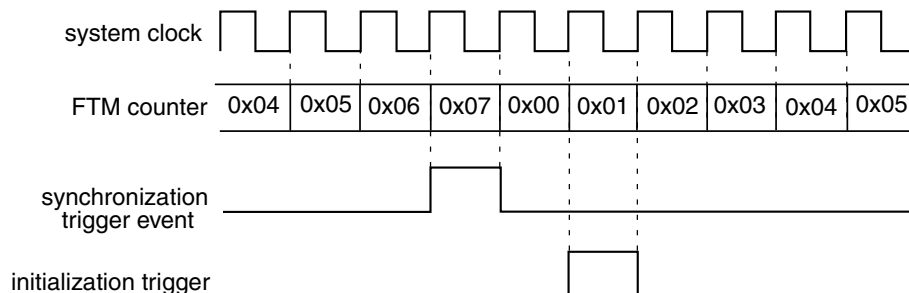 system clock
FTM counter 0x04 0x05 0x06 0x07 0x00 0x01 0x02 0x03 0x04 0x05
synchronization
trigger event
initialization trigger